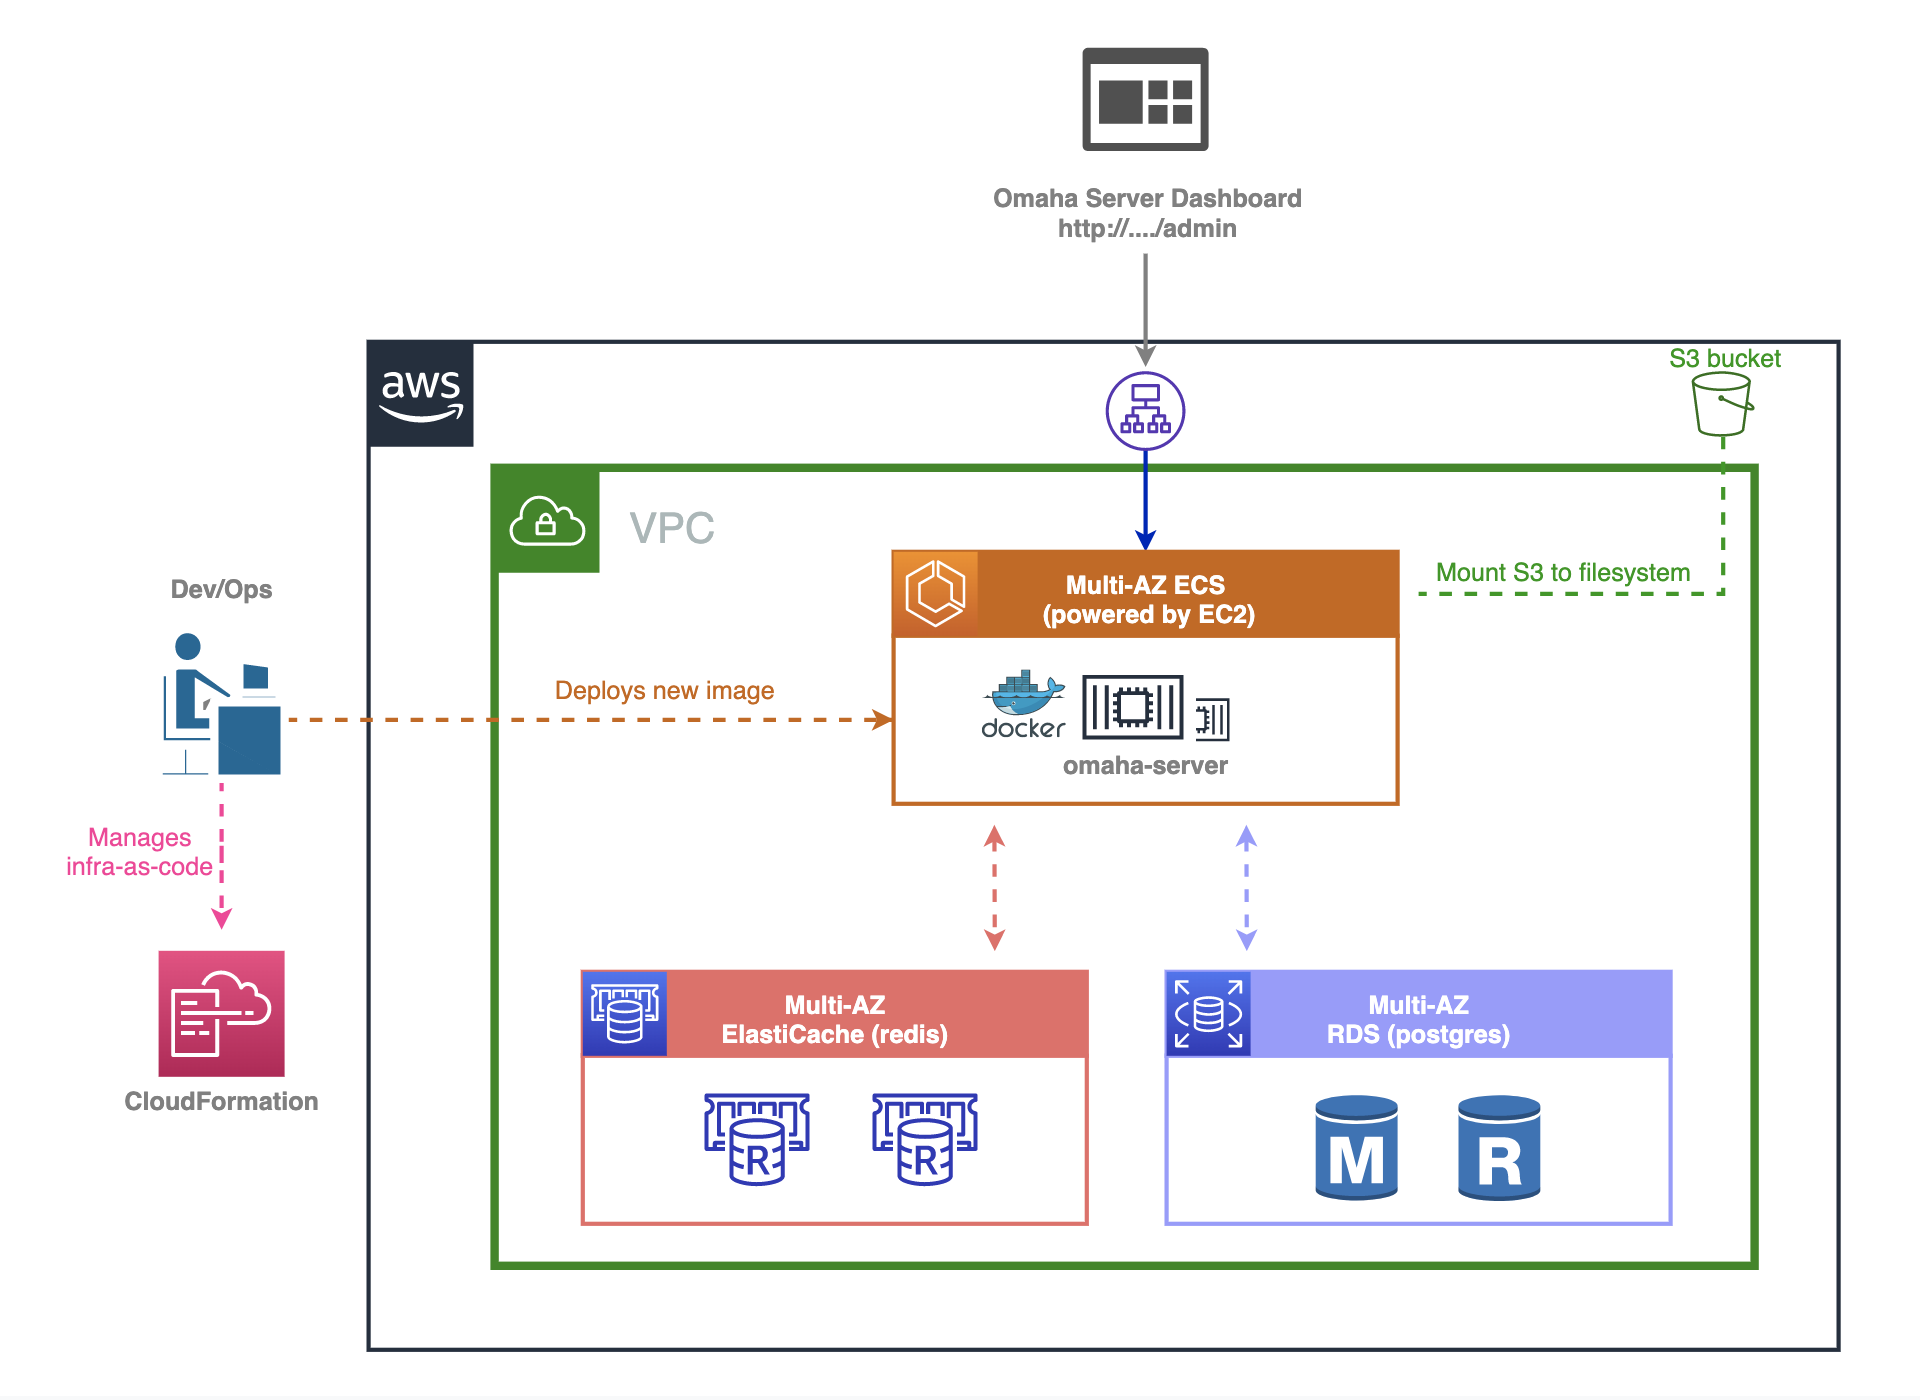 Omaha Server Dashboard
http://..../admin
aws
S3 bucket
VPC
Mount S3 to filesystem
Multi-AZ ECS
(powered by EC2)
Dev/Ops
Deploys new image
docker
omaha-server
Manages
infra-as-code
Multi-AZ
ElastiCache (redis)
Multi-AZ
RDS (postgres)
R
R
M
R
CloudFormation